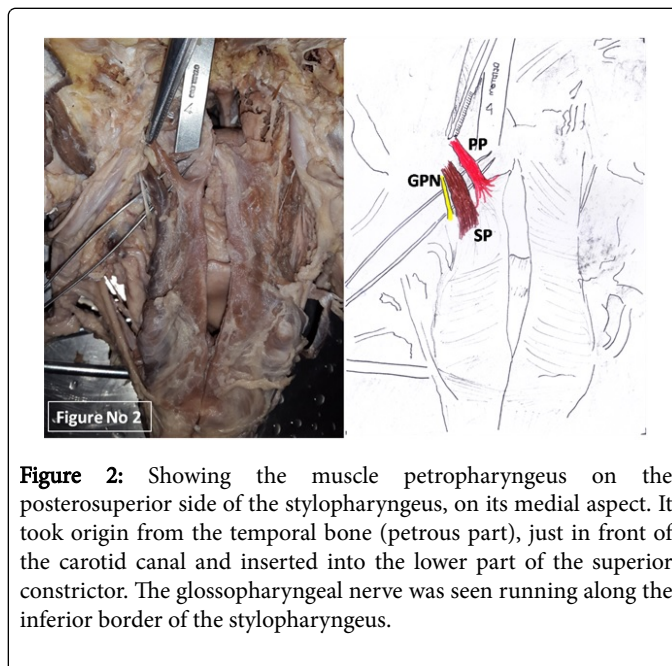 PP
GPN
SP
Figure No 2
Figure 2: Showing the muscle petropharyngeus on the
posterosuperior side of the stylopharyngeus, on its medial aspect. It
took origin from the temporal bone (petrous part), just in front of
the carotid canal and inserted into the lower part of the superior
constrictor. The glossopharyngeal nerve was seen running along the
inferior border of the stylopharyngeus.